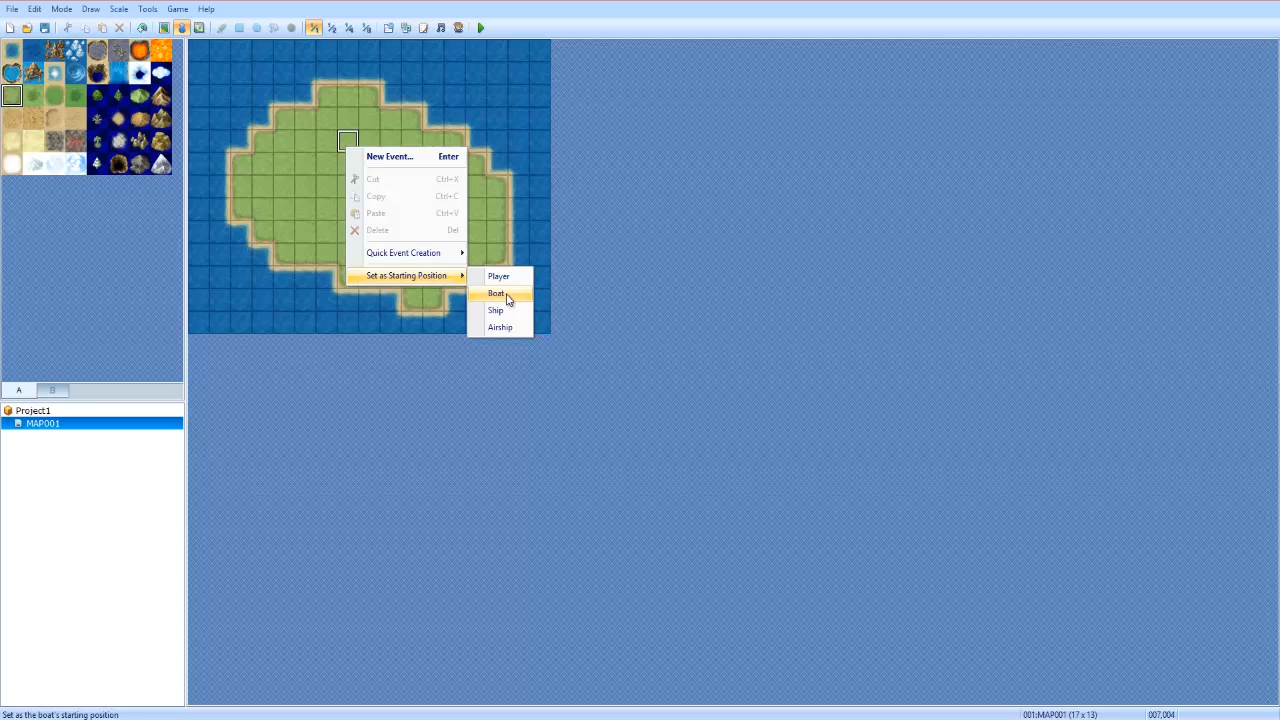 File Edit Mode Draw Scale Tools Game Help
New Event... Enter
Cut Ctrl+X
Copy Ctrl+C
Paste Ctrl+V
Delete Del
Quick Event Creation
Set as Starting Position
Player
Boat
Ship
Airship
A B
Project1
MAP001
Set as the boat's starting position 001:MAP001 (17 x 13) 007,004